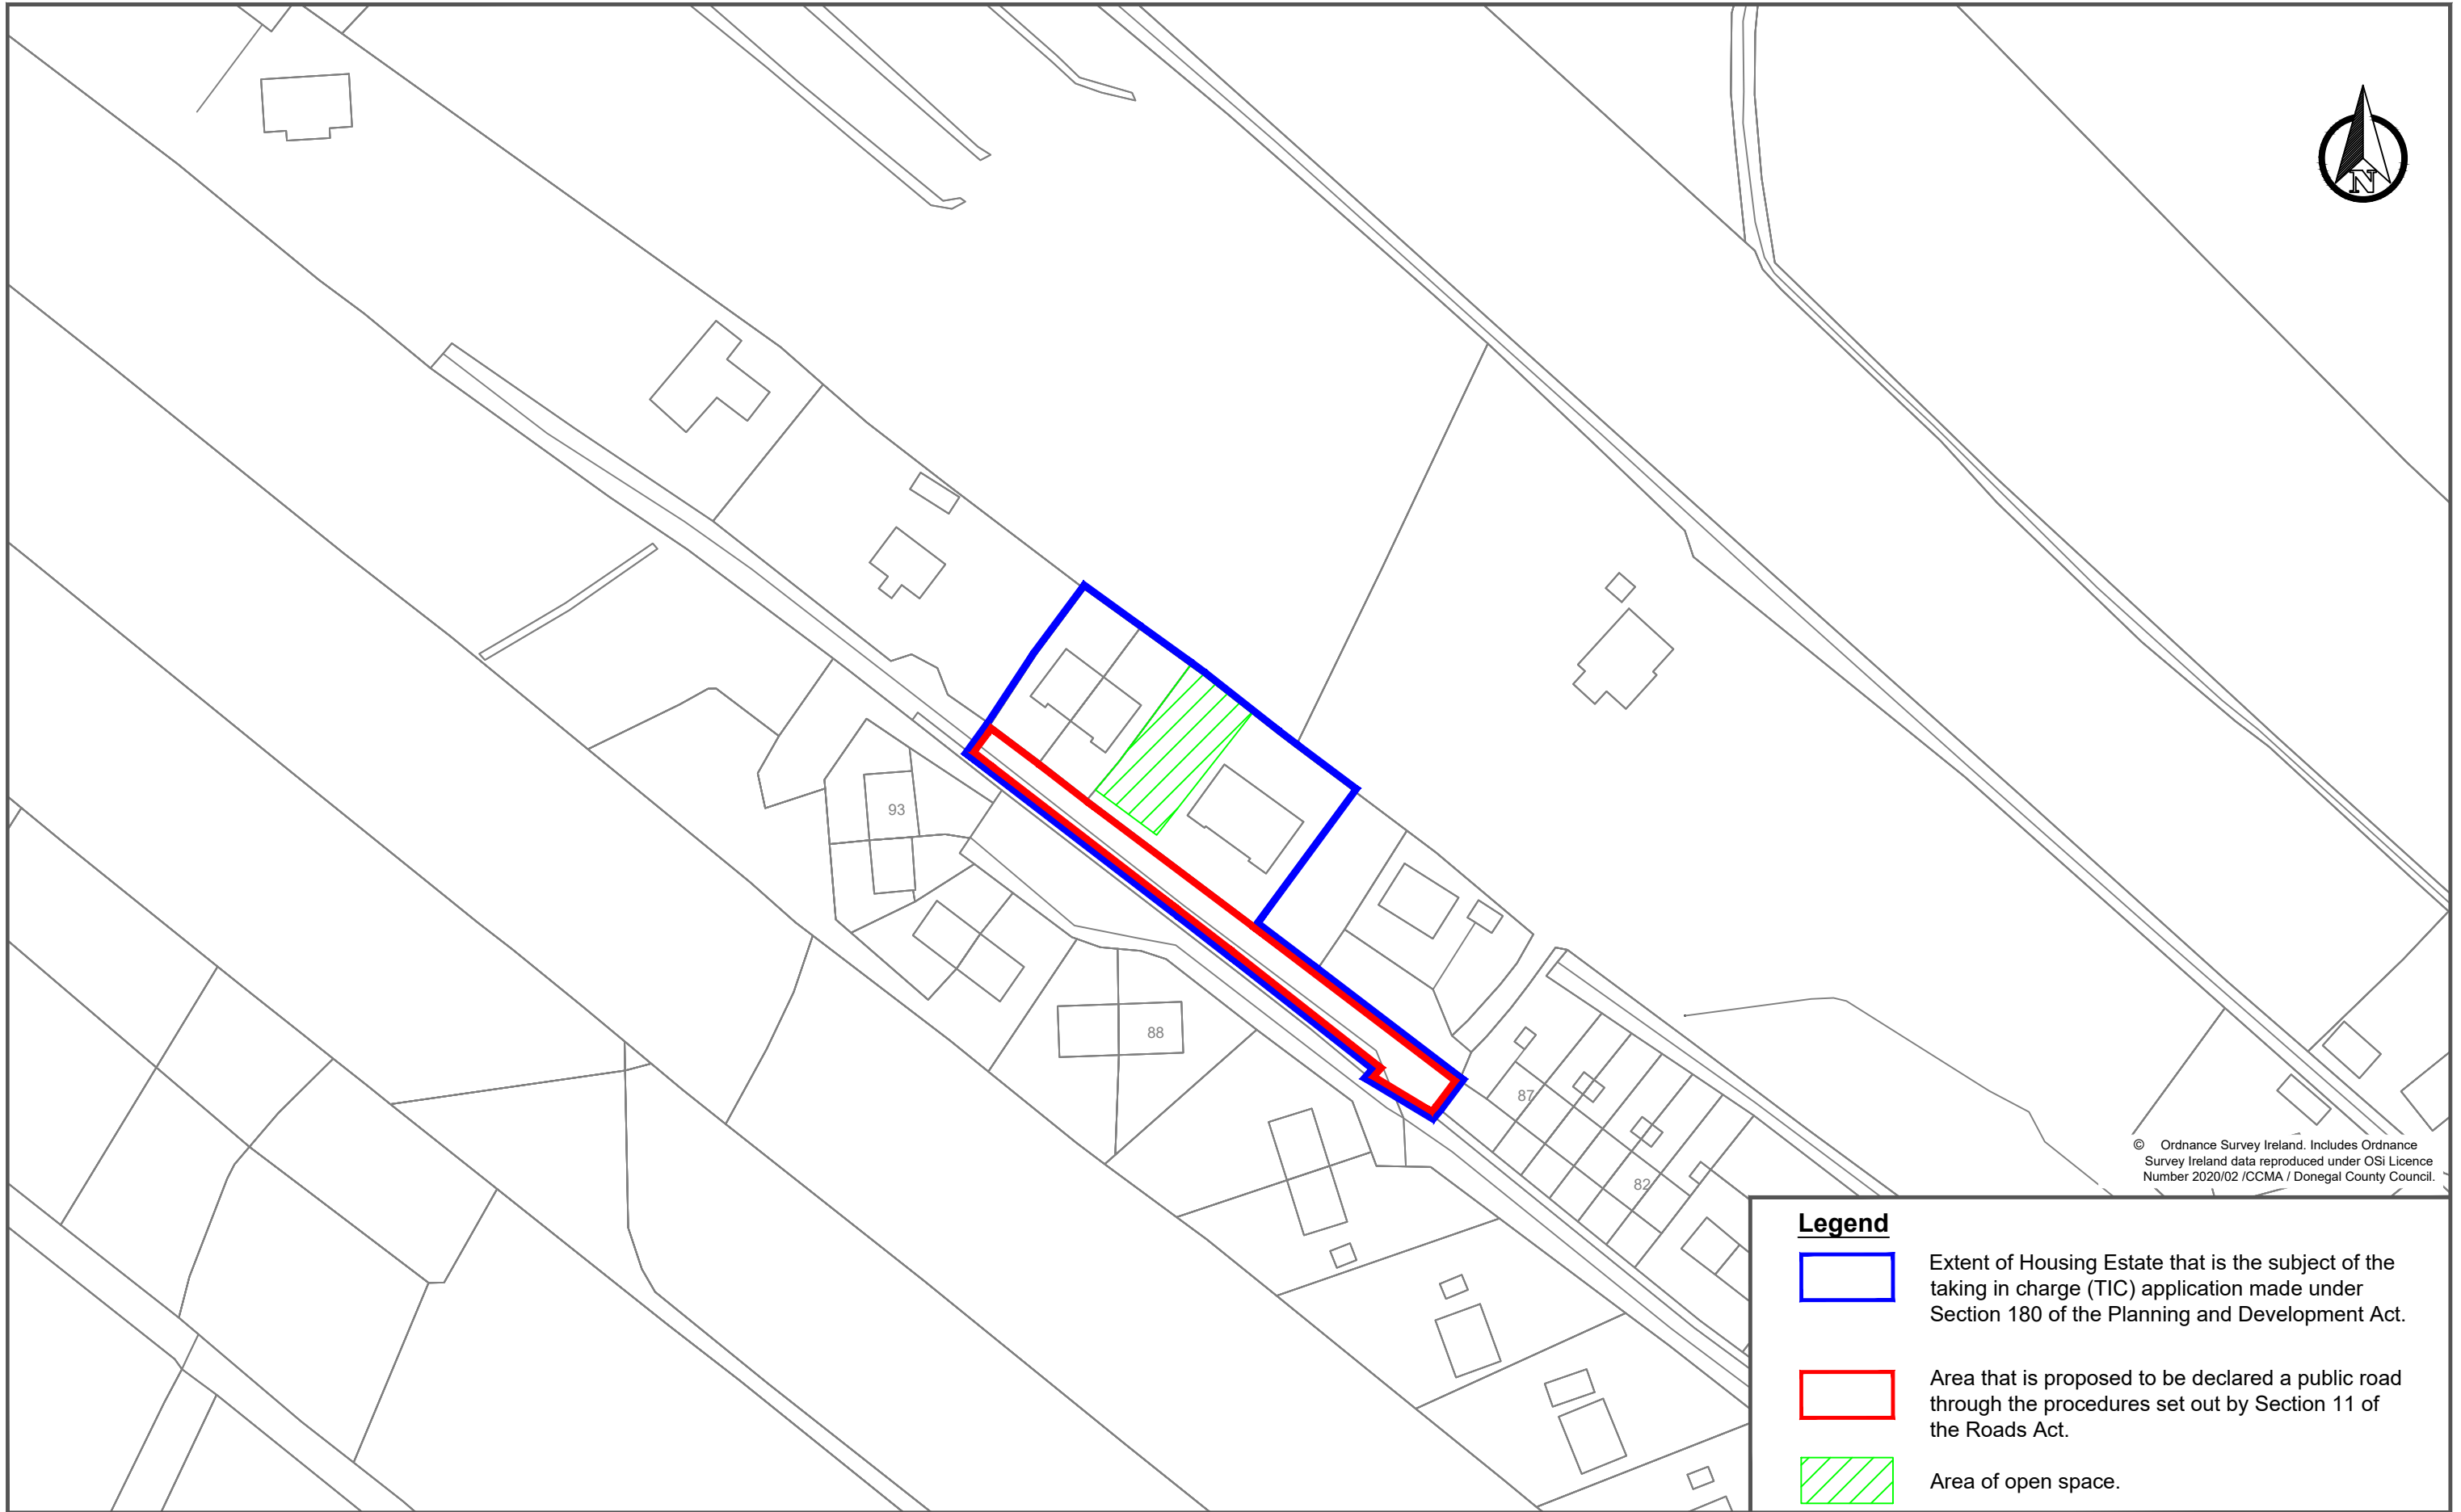 N
93
88
87
82
© Ordnance Survey Ireland. Includes Ordnance
Survey Ireland data reproduced under OSi Licence
Number 2020/02 /CCMA / Donegal County Council.
Legend
Extent of Housing Estate that is the subject of the
taking in charge (TIC) application made under
Section 180 of the Planning and Development Act.
Area that is proposed to be declared a public road
through the procedures set out by Section 11 of
the Roads Act.
Area of open space.